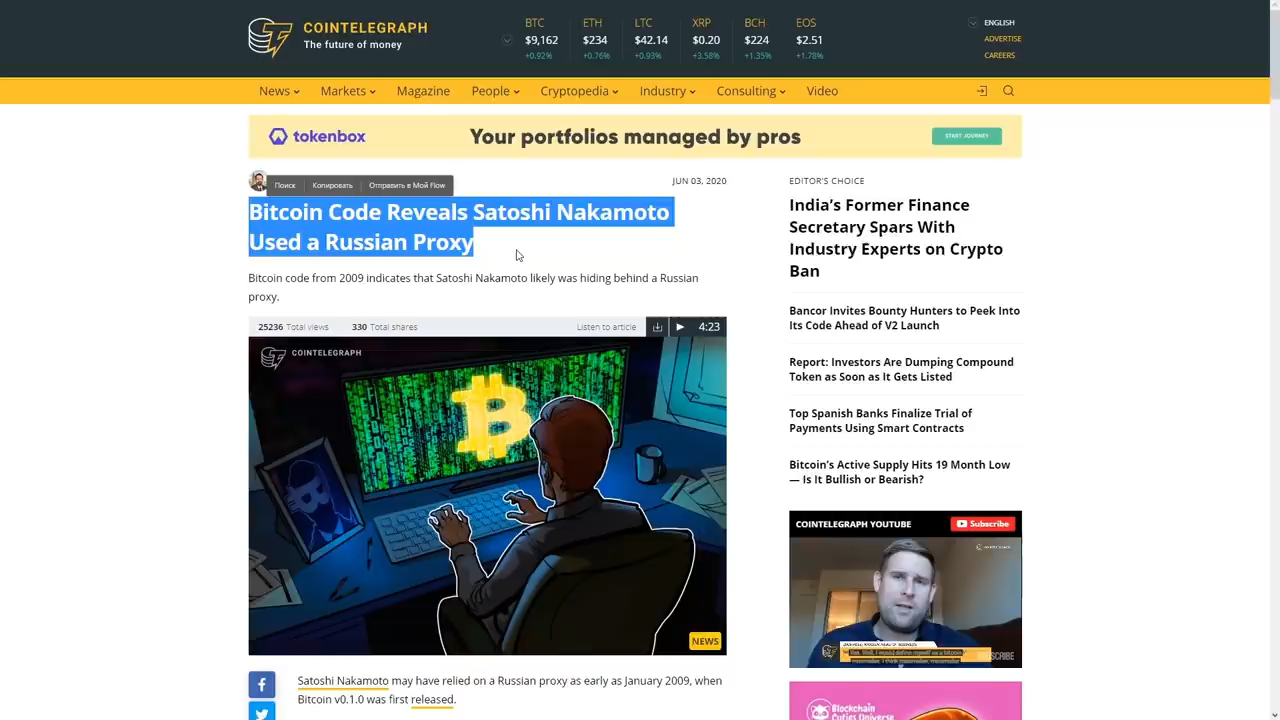 COINTELEGRAPH
The future of money
BTC ETH LTC XRP BCH EOS
$9,162 $234 $42.14 $0.20 $224 $2.51
+0.92% +0.76% +0.93% +3.58% +1.35% +1.78%
ENGLISH
ADVERTISE
CAREERS
News Markets Magazine People Cryptopedia Industry Consulting Video
tokenbox Your portfolios managed by pros START JOURNEY
Поиск Копировать Отправить в Мой Flow
JUN 03, 2020
Bitcoin Code Reveals Satoshi Nakamoto
Used a Russian Proxy
Bitcoin code from 2009 indicates that Satoshi Nakamoto likely was hiding behind a Russian
proxy.
25236 Total views 330 Total shares Listen to article 4:23
COINTELEGRAPH
NEWS
Satoshi Nakamoto may have relied on a Russian proxy as early as January 2009, when
Bitcoin v0.1.0 was first released.
EDITOR'S CHOICE
India's Former Finance
Secretary Spars With
Industry Experts on Crypto
Ban
Bancor Invites Bounty Hunters to Peek Into
Its Code Ahead of V2 Launch
Report: Investors Are Dumping Compound
Token as Soon as It Gets Listed
Top Spanish Banks Finalize Trial of
Payments Using Smart Contracts
Bitcoin's Active Supply Hits 19 Month Low
— Is It Bullish or Bearish?
COINTELEGRAPH YOUTUBE Subscribe
Blockchain
Cuties Universe